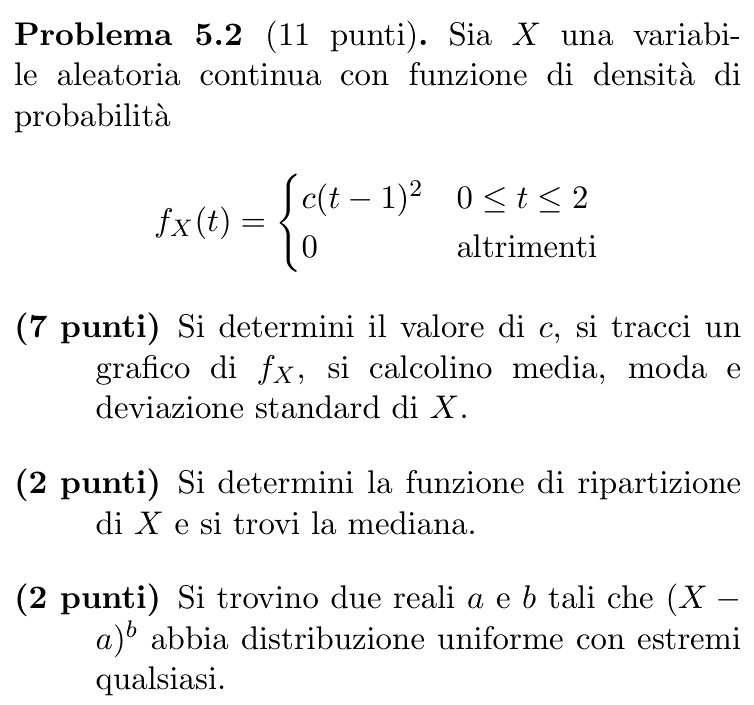 Problema 5.2 (11 punti). Sia X una variabi-
le aleatoria continua con funzione di densità di
probabilità
f_X(t) = { c(t − 1)² 0 ≤ t ≤ 2
0 altrimenti
(7 punti) Si determini il valore di c, si tracci un
grafico di f_X, si calcolino media, moda e
deviazione standard di X.
(2 punti) Si determini la funzione di ripartizione
di X e si trovi la mediana.
(2 punti) Si trovino due reali a e b tali che (X −
a)^b abbia distribuzione uniforme con estremi
qualsiasi.